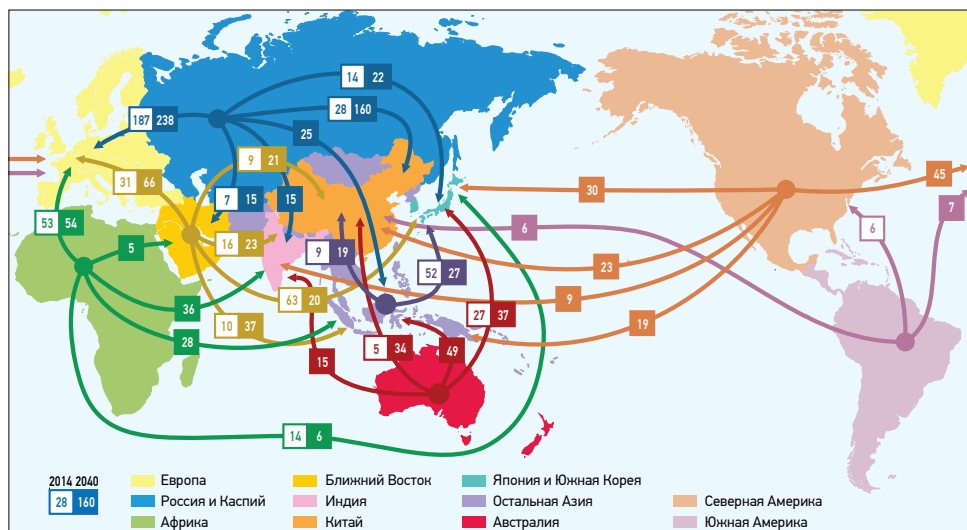 14 22
28 160
187 238
25
9 21
31 66
7 15
15
30
45
53 54
16 23
9 19
6
6
7
5
52 27
23
36
63 20
9
10 37
27 37
19
28
5 34
49
15
14 6
2014 2040
28 160
Европа
Ближний Восток
Япония и Южная Корея
Россия и Каспий
Индия
Остальная Азия
Северная Америка
Африка
Китай
Австралия
Южная Америка